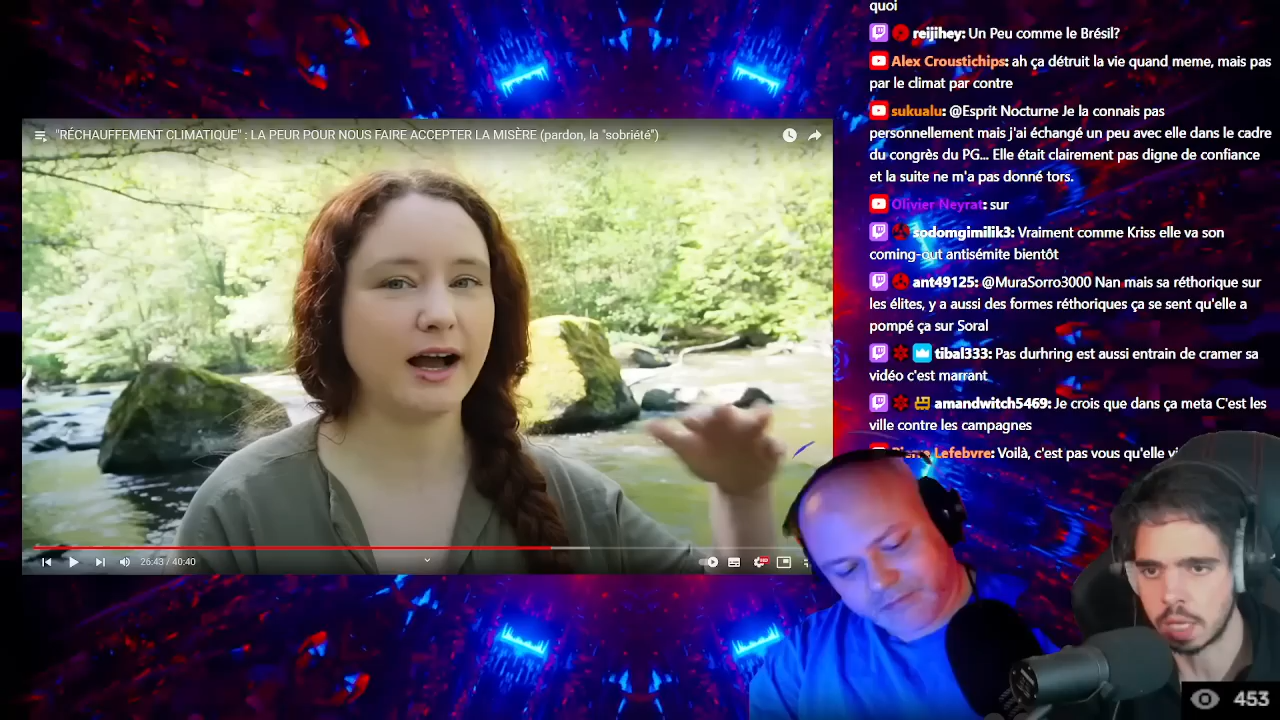 "RÉCHAUFFEMENT CLIMATIQUE" : LA PEUR POUR NOUS FAIRE ACCEPTER LA MISÈRE (pardon, la "sobriété")
26:43 / 40:40
quoi
reijihey: Un Peu comme le Brésil?
Alex Croustichips: ah ça détruit la vie quand meme, mais pas
par le climat par contre
sukualu: @Esprit Nocturne Je la connais pas
personnellement mais j'ai échangé un peu avec elle dans le cadre
du congrès du PG... Elle était clairement pas digne de confiance
et la suite ne m'a pas donné tors.
Olivier Neyrat: sur
sodomgimilik3: Vraiment comme Kriss elle va son
coming-out antisémite bientôt
ant49125: @MuraSorro3000 Nan mais sa réthorique sur
les élites, y a aussi des formes réthoriques ça se sent qu'elle a
pompé ça sur Soral
tibal333: Pas durhring est aussi entrain de cramer sa
vidéo c'est marrant
amandwitch5469: Je crois que dans ça meta C'est les
ville contre les campagnes
Pierre Lefebvre: Voilà, c'est pas vous qu'elle
453